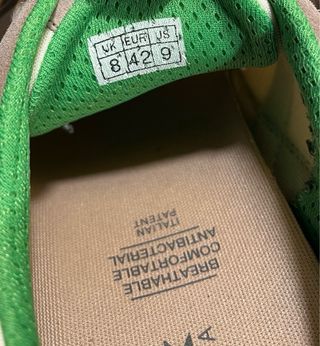 UK EUR US
8 42 9
BREATHABLE
COMFORTABLE
ANTIBACTERIAL
ITALIAN
PATENT